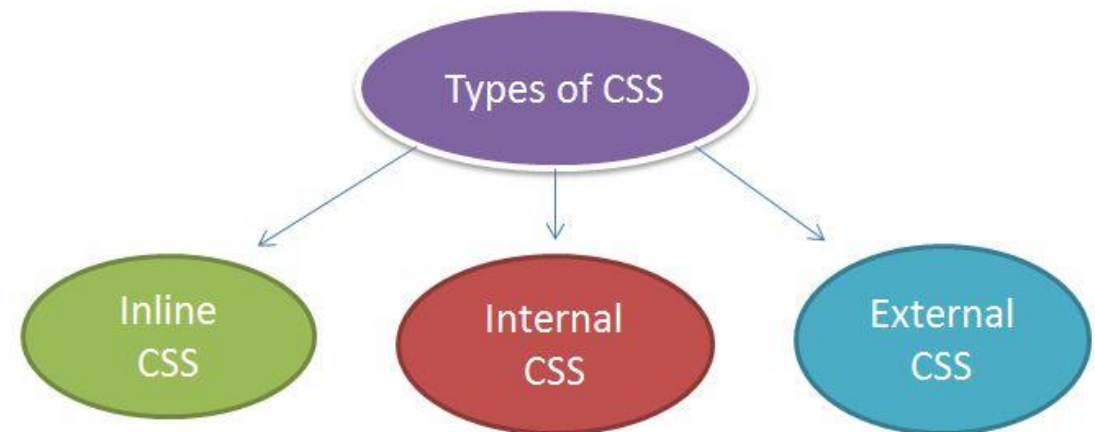 Types of CSS
Inline
CSS
Internal
CSS
External
CSS